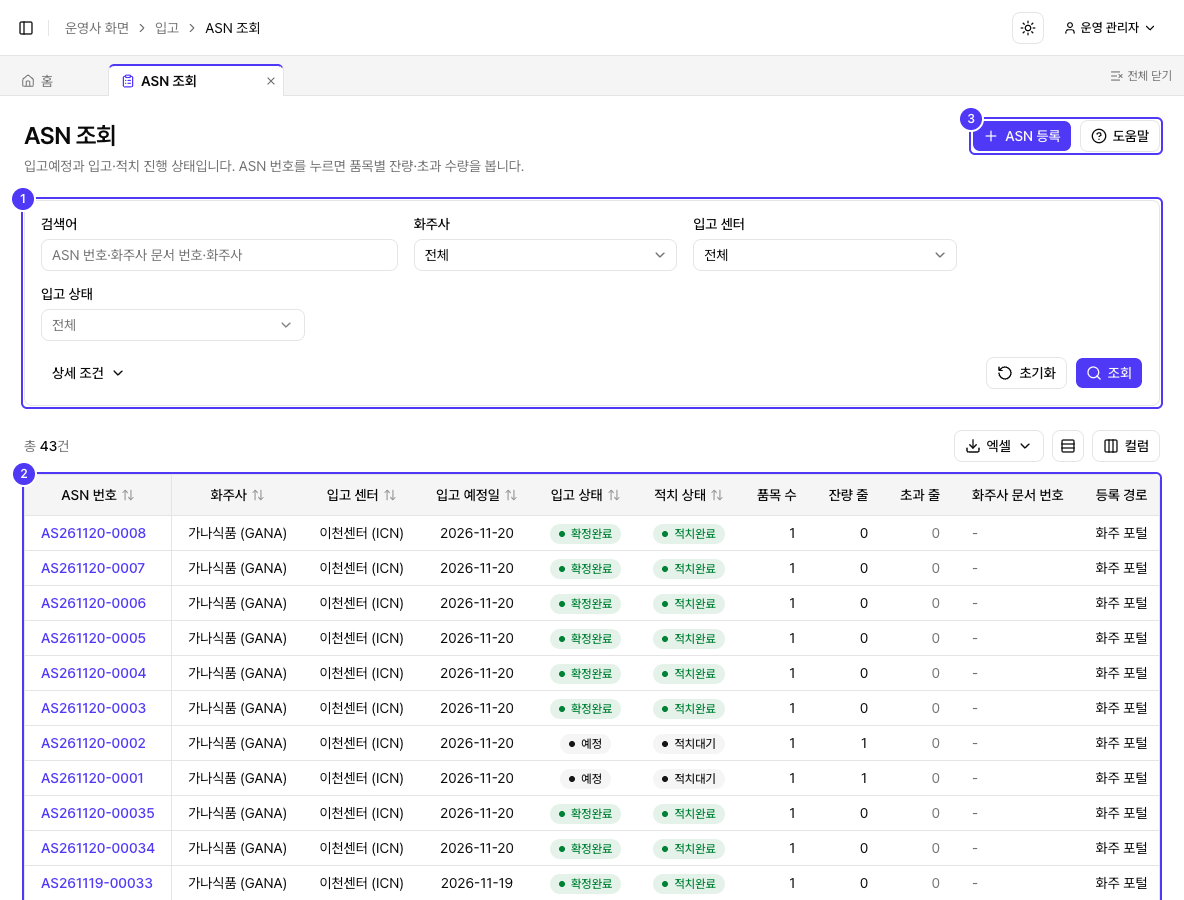 운영사 화면 > 입고 > ASN 조회
운영 관리자
홈
ASN 조회
전체 닫기
ASN 조회
3
ASN 등록
도움말
입고예정과 입고·적치 진행 상태입니다. ASN 번호를 누르면 품목별 잔량·초과 수량을 봅니다.
1
검색어 화주사 입고 센터
ASN 번호·화주사 문서 번호·화주사 전체 전체
입고 상태
전체
상세 조건 초기화 조회
총 43건 엑셀 컬럼
2
ASN 번호 화주사 입고 센터 입고 예정일 입고 상태 적치 상태 품목 수 잔량 줄 초과 줄 화주사 문서 번호 등록 경로
AS261120-0008 가나식품 (GANA) 이천센터 (ICN) 2026-11-20 확정완료 적치완료 1 0 0 - 화주 포털
AS261120-0007 가나식품 (GANA) 이천센터 (ICN) 2026-11-20 확정완료 적치완료 1 0 0 - 화주 포털
AS261120-0006 가나식품 (GANA) 이천센터 (ICN) 2026-11-20 확정완료 적치완료 1 0 0 - 화주 포털
AS261120-0005 가나식품 (GANA) 이천센터 (ICN) 2026-11-20 확정완료 적치완료 1 0 0 - 화주 포털
AS261120-0004 가나식품 (GANA) 이천센터 (ICN) 2026-11-20 확정완료 적치완료 1 0 0 - 화주 포털
AS261120-0003 가나식품 (GANA) 이천센터 (ICN) 2026-11-20 확정완료 적치완료 1 0 0 - 화주 포털
AS261120-0002 가나식품 (GANA) 이천센터 (ICN) 2026-11-20 예정 적치대기 1 1 0 - 화주 포털
AS261120-0001 가나식품 (GANA) 이천센터 (ICN) 2026-11-20 예정 적치대기 1 1 0 - 화주 포털
AS261120-00035 가나식품 (GANA) 이천센터 (ICN) 2026-11-20 확정완료 적치완료 1 0 0 - 화주 포털
AS261120-00034 가나식품 (GANA) 이천센터 (ICN) 2026-11-20 확정완료 적치완료 1 0 0 - 화주 포털
AS261119-00033 가나식품 (GANA) 이천센터 (ICN) 2026-11-19 확정완료 적치완료 1 0 0 - 화주 포털